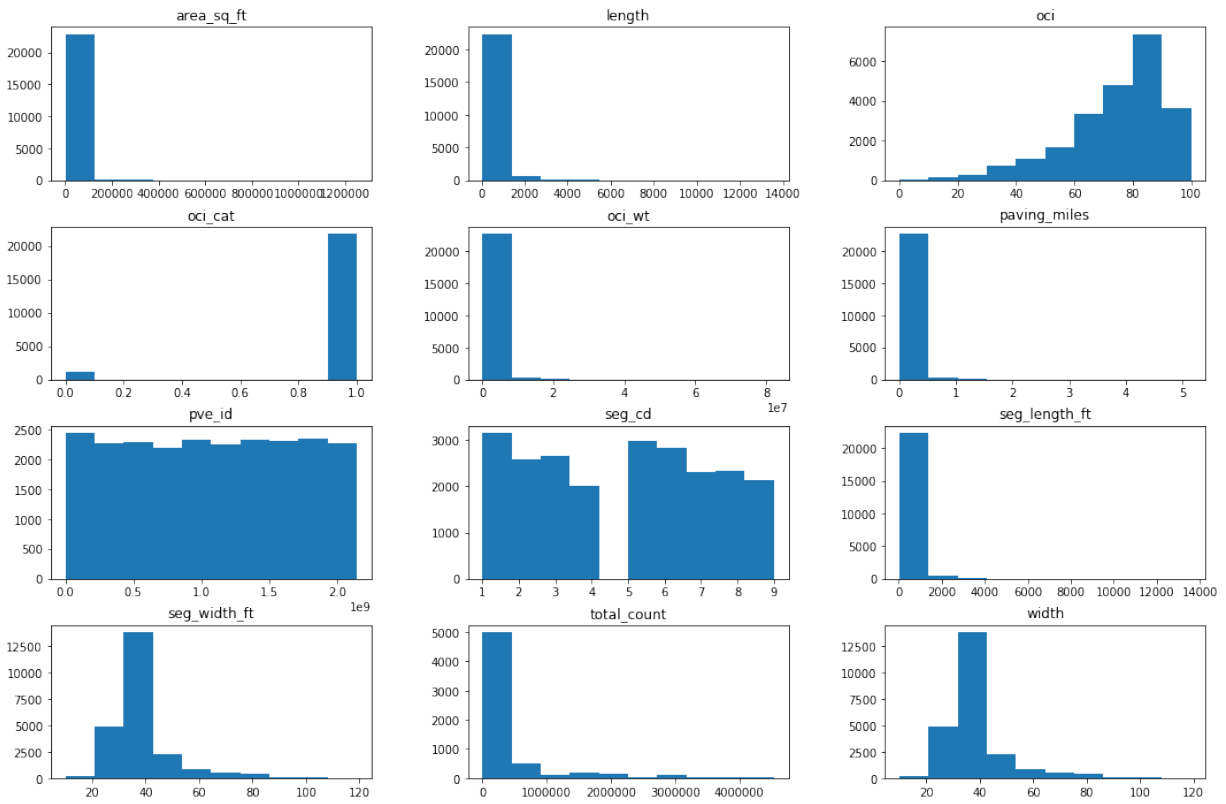 area_sq_ft
20000
15000
10000
5000
0
0 200000 400000 600000 800000 1000000 1200000
length
20000
15000
10000
5000
0
0 2000 4000 6000 8000 10000 12000 14000
oci
6000
4000
2000
0
0 20 40 60 80 100
oci_cat
20000
15000
10000
5000
0
0.0 0.2 0.4 0.6 0.8 1.0
oci_wt
20000
15000
10000
5000
0
0 2 4 6 8
1e7
paving_miles
20000
15000
10000
5000
0
0 1 2 3 4 5
pve_id
2500
2000
1500
1000
500
0
0.0 0.5 1.0 1.5 2.0
1e9
seg_cd
3000
2000
1000
0
1 2 3 4 5 6 7 8 9
seg_length_ft
20000
15000
10000
5000
0
0 2000 4000 6000 8000 10000 12000 14000
seg_width_ft
12500
10000
7500
5000
2500
0
20 40 60 80 100 120
total_count
5000
4000
3000
2000
1000
0
0 1000000 2000000 3000000 4000000
width
12500
10000
7500
5000
2500
0
20 40 60 80 100 120